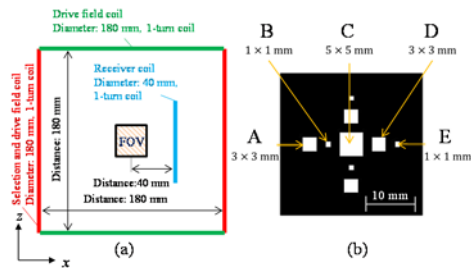 Drive field coil
Diameter: 180 mm, 1-turn coil
Selection and drive field coil
Diameter: 180 mm, 1-turn coil
Distance: 180 mm
Receiver coil
Diameter: 40 mm,
1-turn coil
FOV
Distance:40 mm
Distance: 180 mm
z
x
(a)
B
1 × 1 mm
C
5 × 5 mm
D
3 × 3 mm
A
3 × 3 mm
E
1 × 1 mm
10 mm
(b)